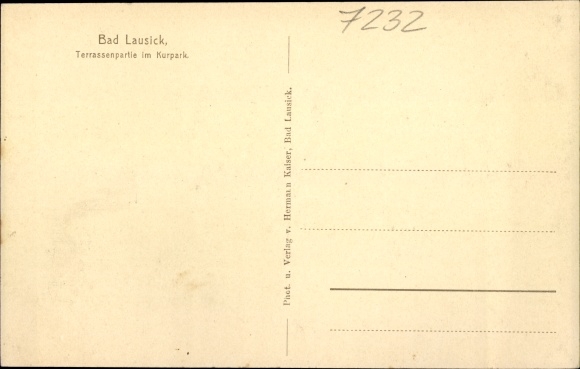 7232
Bad Lausick,
Terrassenpartie im Kurpark.
Phot. u. Verlag v. Hermann Kaiser, Bad Lausick.